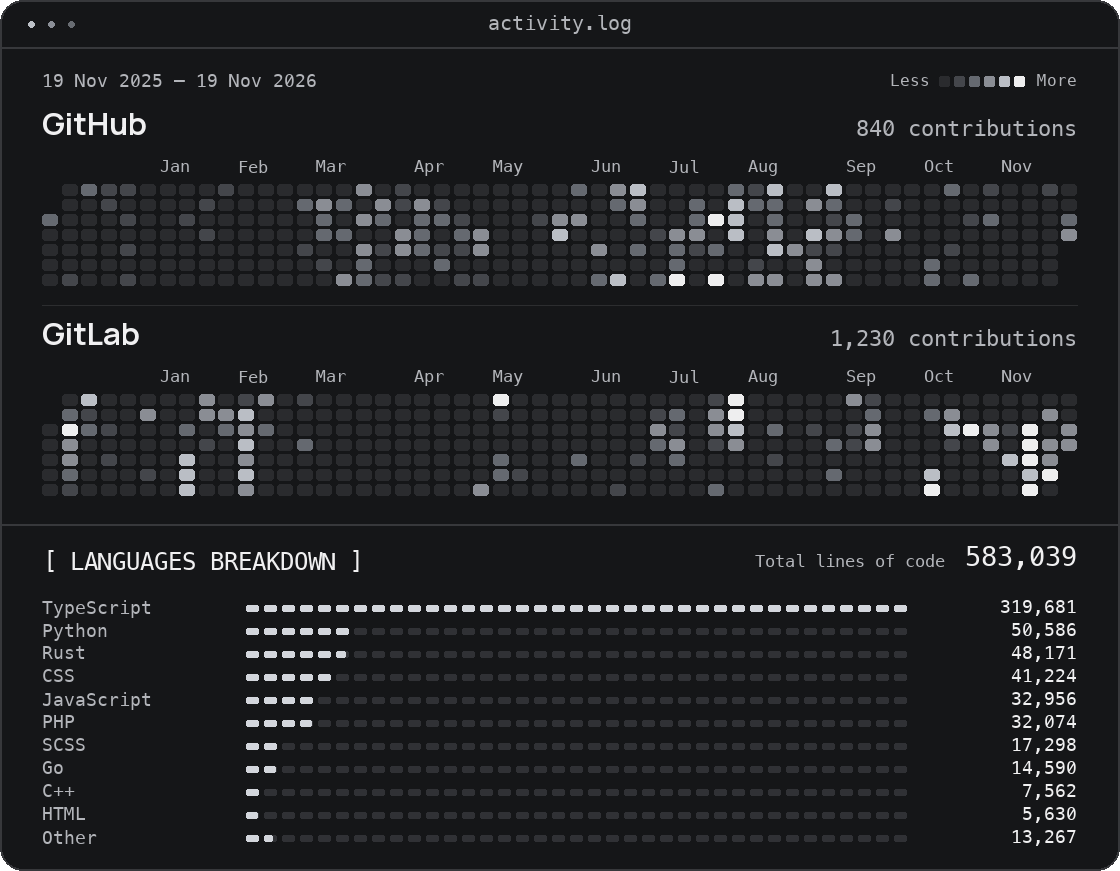 activity.log
19 Nov 2025 — 19 Nov 2026 Less More
GitHub 840 contributions
Jan Feb Mar Apr May Jun Jul Aug Sep Oct Nov
GitLab 1,230 contributions
Jan Feb Mar Apr May Jun Jul Aug Sep Oct Nov
[ LANGUAGES BREAKDOWN ] Total lines of code 583,039
TypeScript 319,681
Python 50,586
Rust 48,171
CSS 41,224
JavaScript 32,956
PHP 32,074
SCSS 17,298
Go 14,590
C++ 7,562
HTML 5,630
Other 13,267